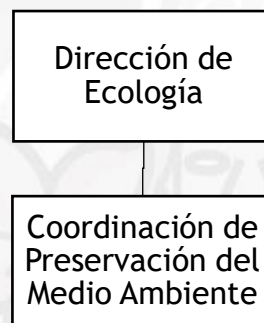 Dirección de
Ecología
Coordinación de
Preservación del
Medio Ambiente